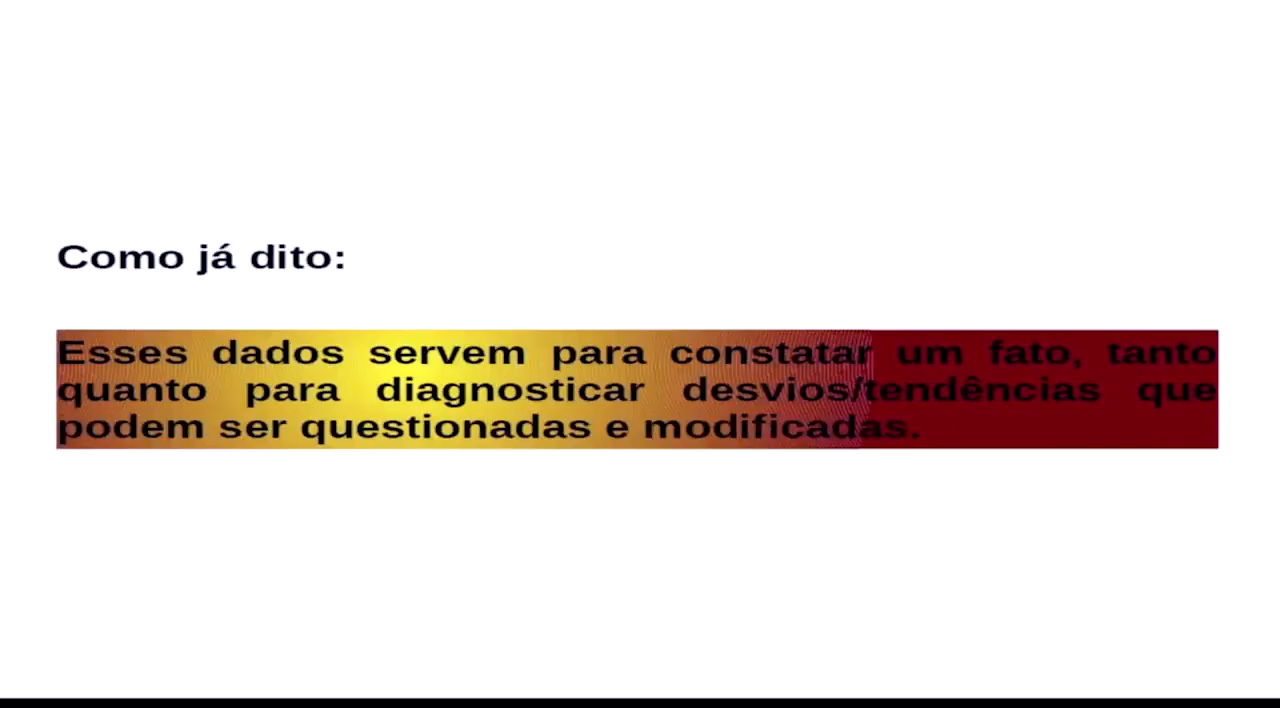 Como já dito:
Esses dados servem para constatar um fato, tanto
quanto para diagnosticar desvios/tendências que
podem ser questionadas e modificadas.